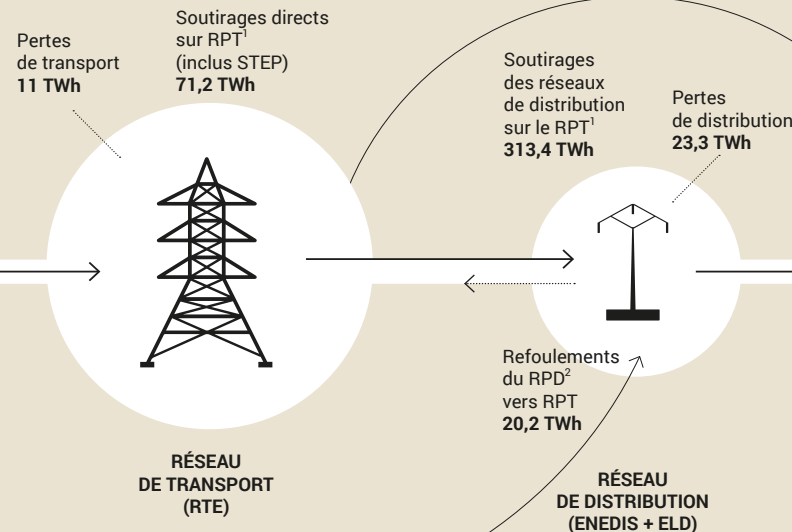 Pertes
de transport
11 TWh
Soutirages directs
sur RPT¹
(inclus STEP)
71,2 TWh
Soutirages
des réseaux
de distribution
sur le RPT¹
313,4 TWh
Pertes
de distribution
23,3 TWh
Refoulements
du RPD²
vers RPT
20,2 TWh
RÉSEAU
DE TRANSPORT
(RTE)
RÉSEAU
DE DISTRIBUTION
(ENEDIS + ELD)